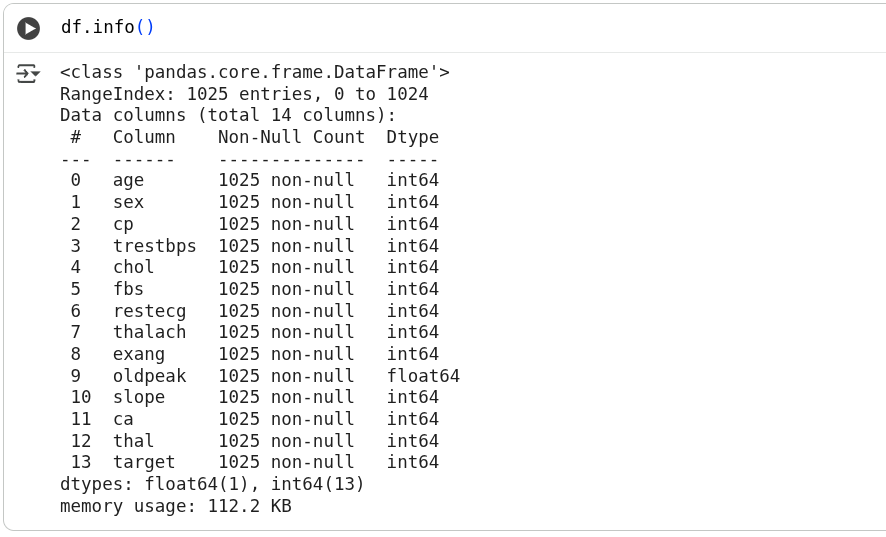 df.info()
<class 'pandas.core.frame.DataFrame'>
RangeIndex: 1025 entries, 0 to 1024
Data columns (total 14 columns):
 #   Column    Non-Null Count  Dtype
---  ------    --------------  -----
 0   age       1025 non-null   int64
 1   sex       1025 non-null   int64
 2   cp        1025 non-null   int64
 3   trestbps  1025 non-null   int64
 4   chol      1025 non-null   int64
 5   fbs       1025 non-null   int64
 6   restecg   1025 non-null   int64
 7   thalach   1025 non-null   int64
 8   exang     1025 non-null   int64
 9   oldpeak   1025 non-null   float64
 10  slope     1025 non-null   int64
 11  ca        1025 non-null   int64
 12  thal      1025 non-null   int64
 13  target    1025 non-null   int64
dtypes: float64(1), int64(13)
memory usage: 112.2 KB